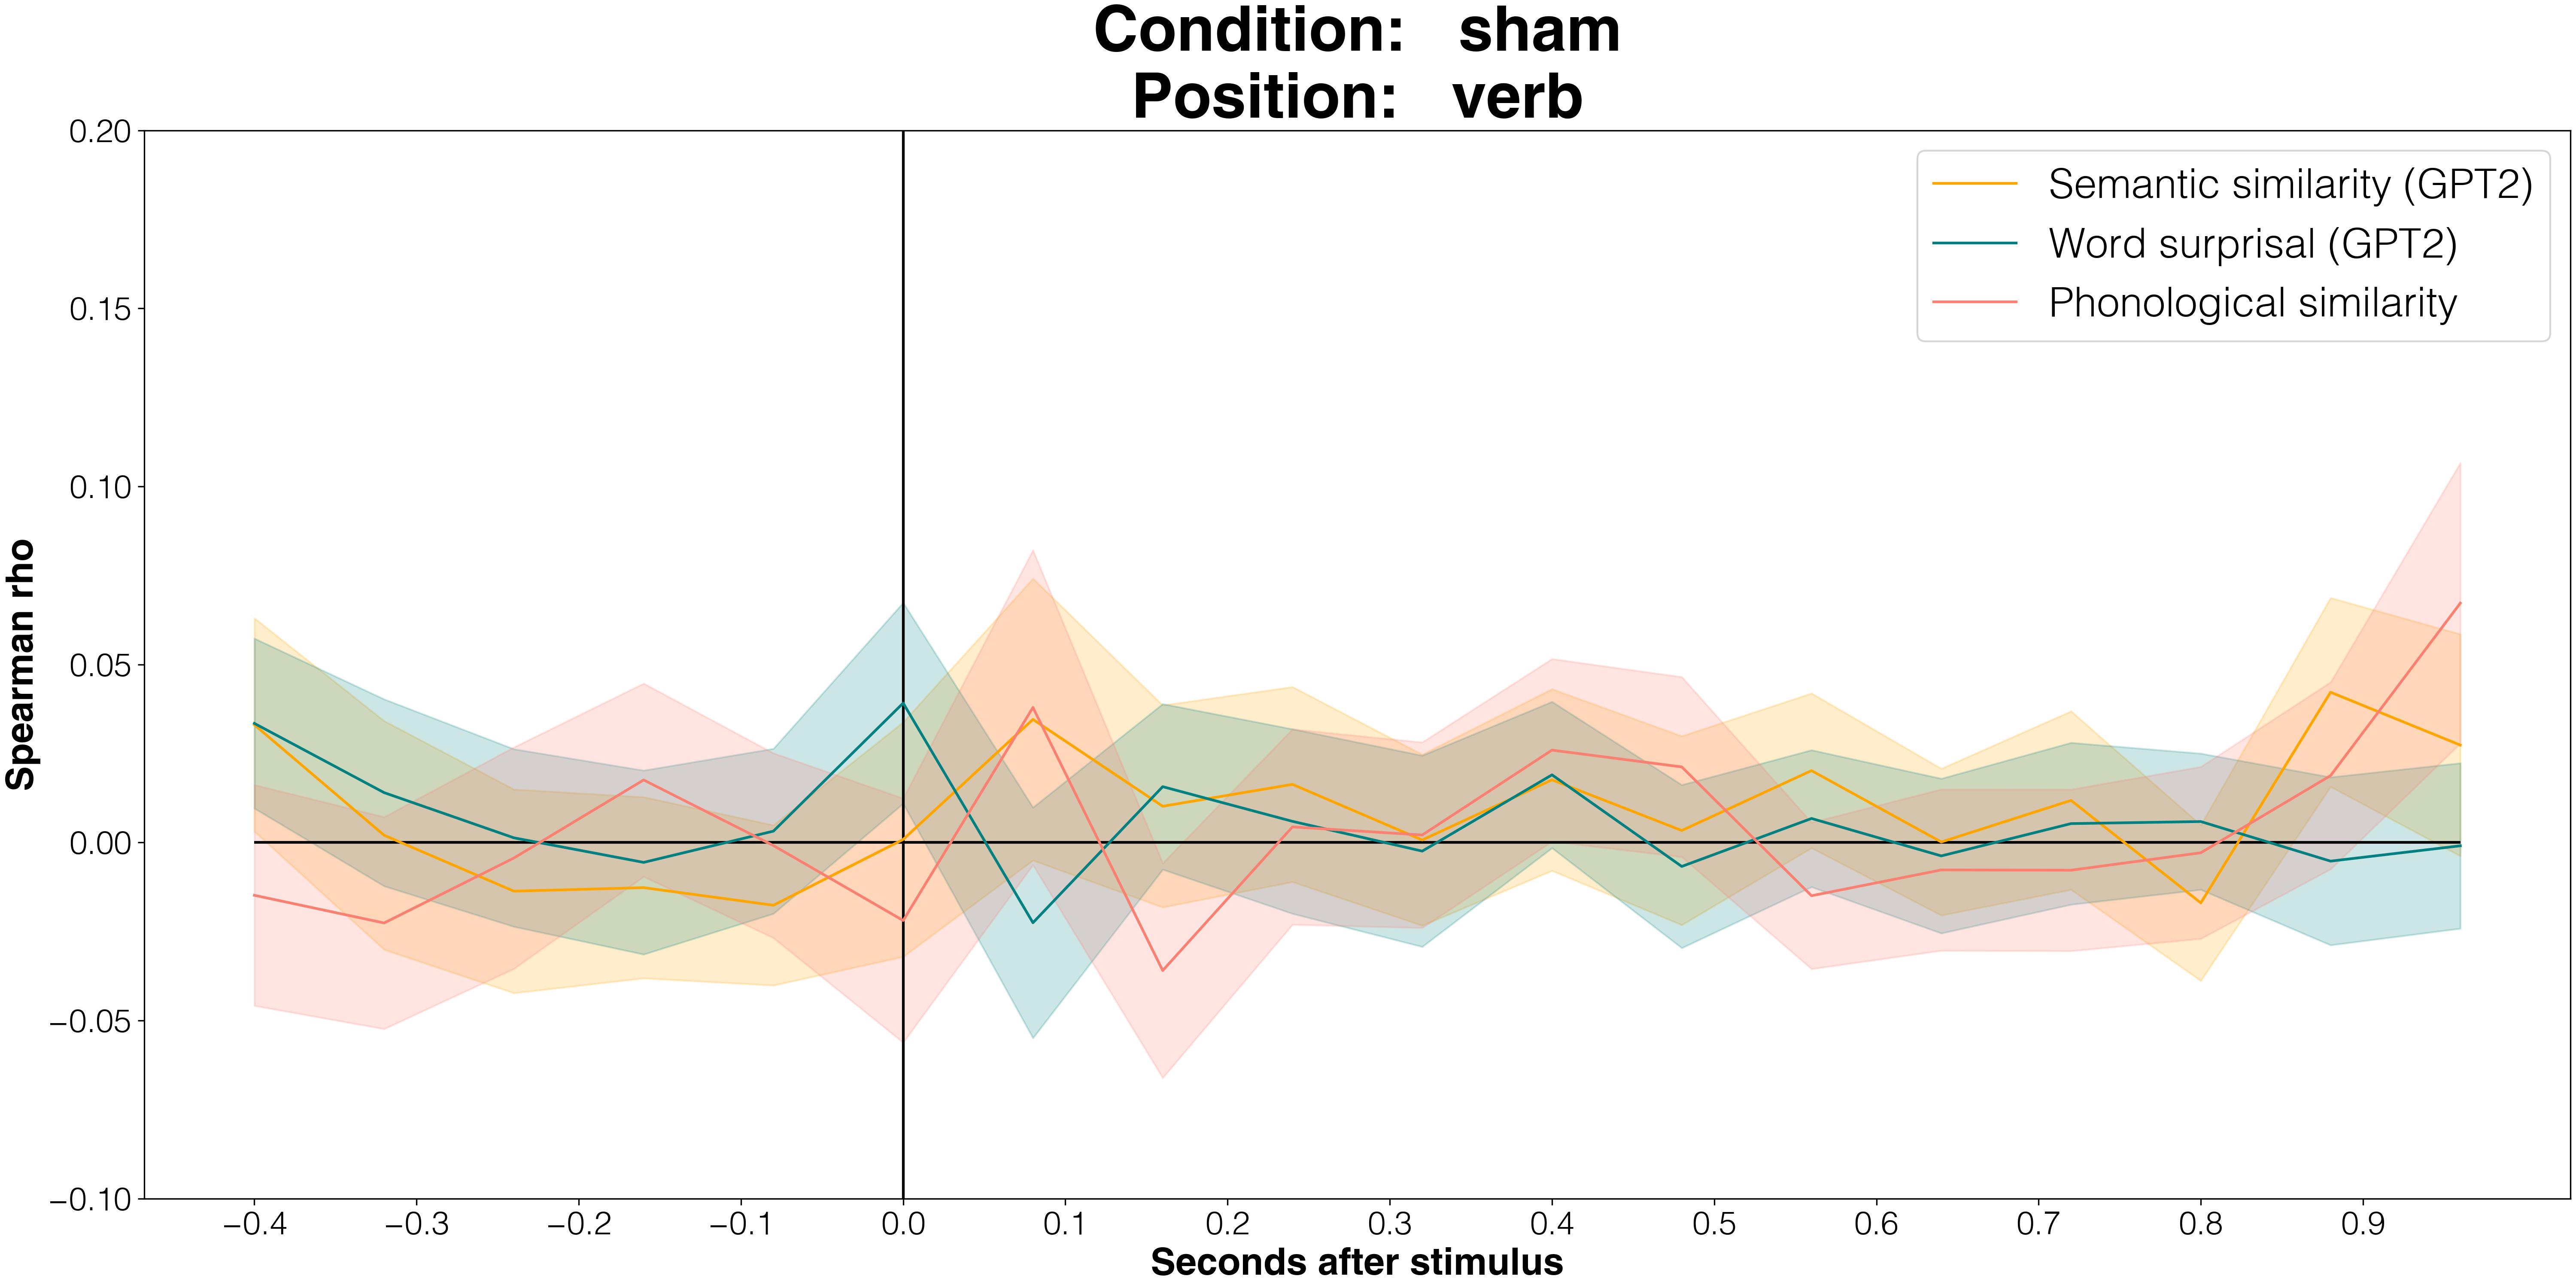 Condition:   sham
Position:   verb
0.20
0.15
0.10
0.05
0.00
−0.05
−0.10
Spearman rho
Semantic similarity (GPT2)
Word surprisal (GPT2)
Phonological similarity
−0.4 −0.3 −0.2 −0.1 0.0 0.1 0.2 0.3 0.4 0.5 0.6 0.7 0.8 0.9
Seconds after stimulus